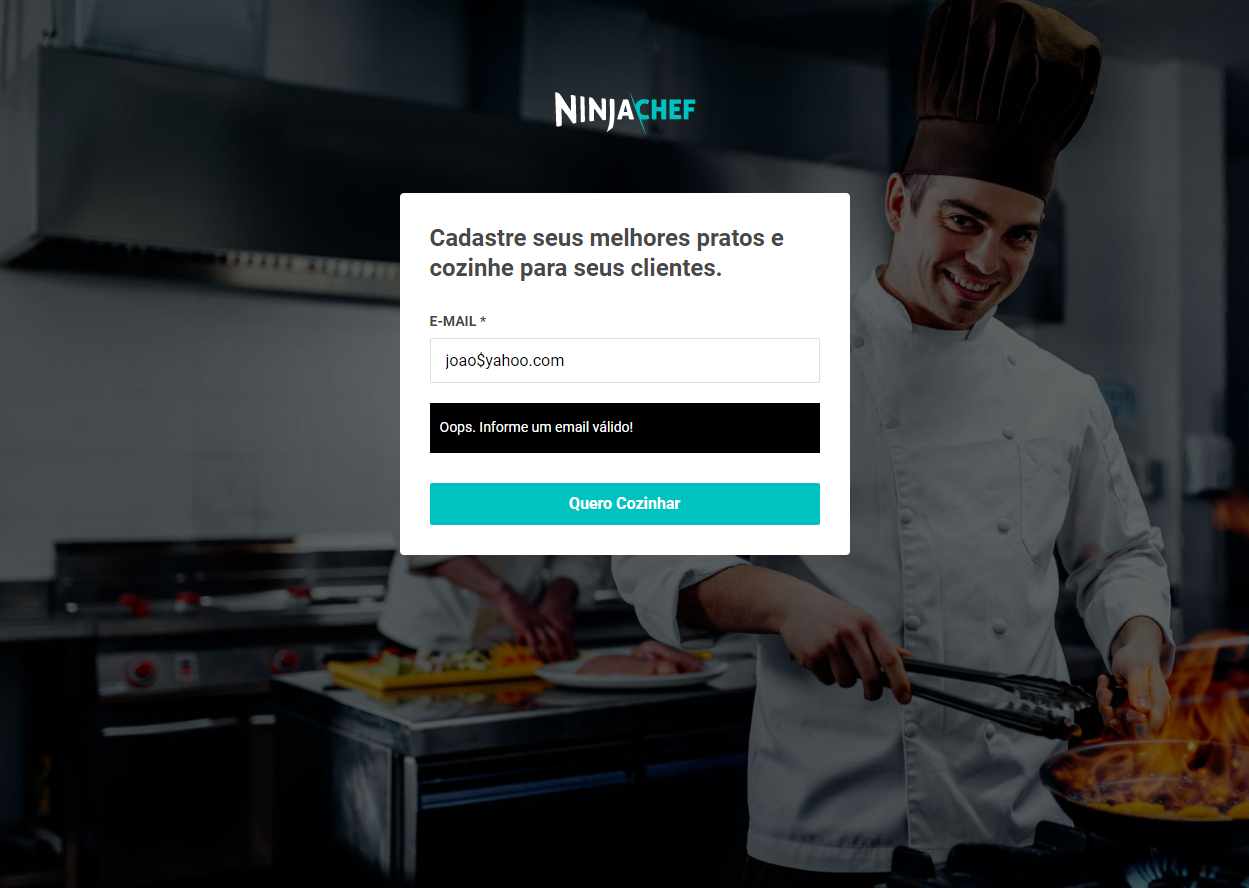 NINJACHEF
Cadastre seus melhores pratos e
cozinhe para seus clientes.
E-MAIL *
joao$yahoo.com
Oops. Informe um email válido!
Quero Cozinhar